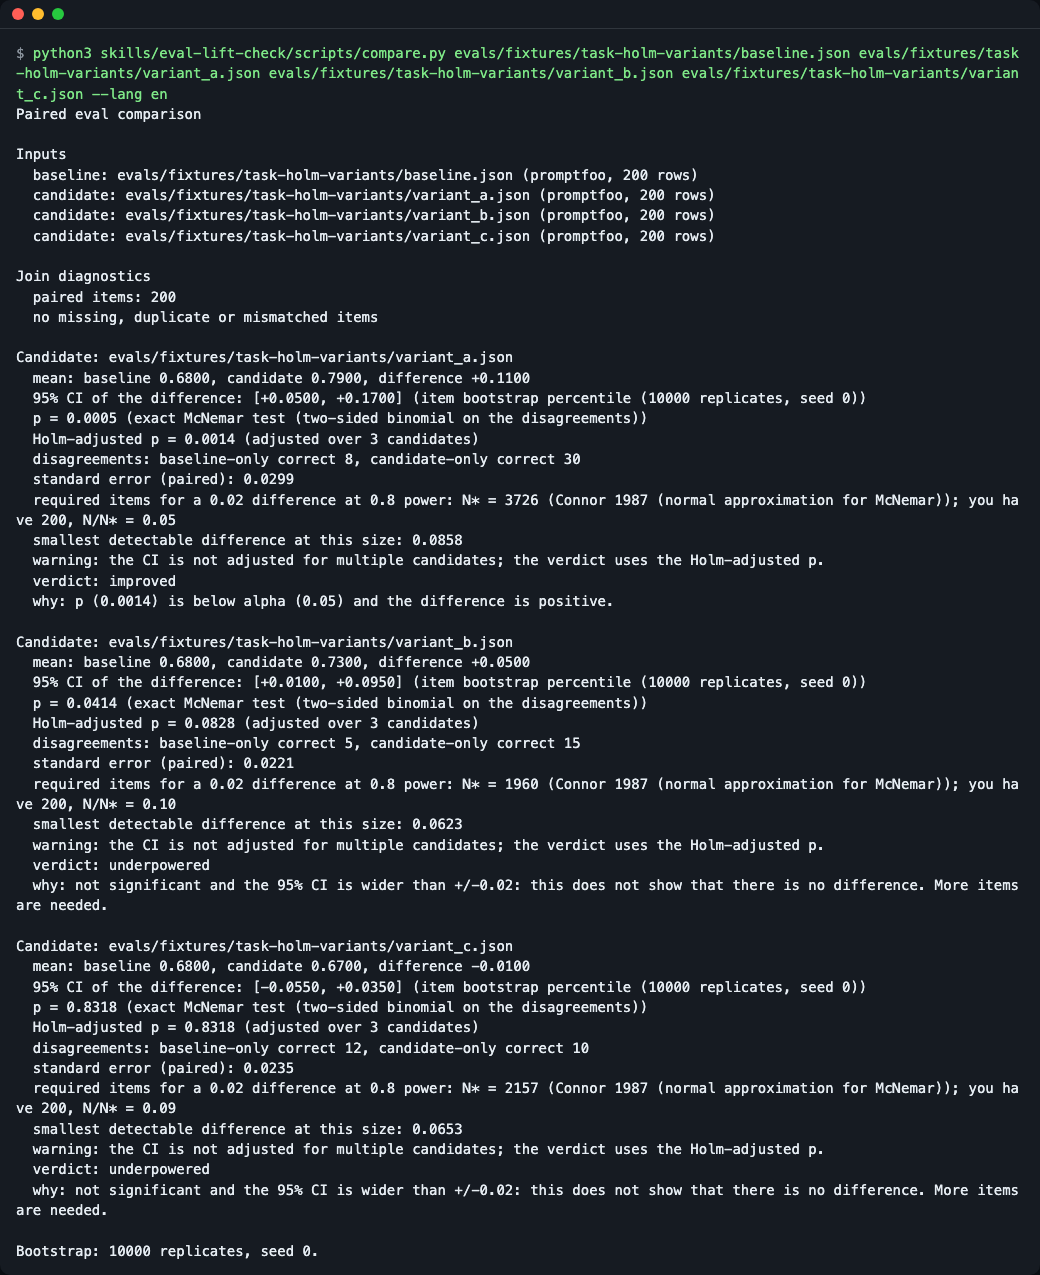 $ python3 skills/eval-lift-check/scripts/compare.py evals/fixtures/task-holm-variants/baseline.json evals/fixtures/task
-holm-variants/variant_a.json evals/fixtures/task-holm-variants/variant_b.json evals/fixtures/task-holm-variants/varian
t_c.json --lang en
Paired eval comparison

Inputs
  baseline: evals/fixtures/task-holm-variants/baseline.json (promptfoo, 200 rows)
  candidate: evals/fixtures/task-holm-variants/variant_a.json (promptfoo, 200 rows)
  candidate: evals/fixtures/task-holm-variants/variant_b.json (promptfoo, 200 rows)
  candidate: evals/fixtures/task-holm-variants/variant_c.json (promptfoo, 200 rows)

Join diagnostics
  paired items: 200
  no missing, duplicate or mismatched items

Candidate: evals/fixtures/task-holm-variants/variant_a.json
  mean: baseline 0.6800, candidate 0.7900, difference +0.1100
  95% CI of the difference: [+0.0500, +0.1700] (item bootstrap percentile (10000 replicates, seed 0))
  p = 0.0005 (exact McNemar test (two-sided binomial on the disagreements))
  Holm-adjusted p = 0.0014 (adjusted over 3 candidates)
  disagreements: baseline-only correct 8, candidate-only correct 30
  standard error (paired): 0.0299
  required items for a 0.02 difference at 0.8 power: N* = 3726 (Connor 1987 (normal approximation for McNemar)); you ha
ve 200, N/N* = 0.05
  smallest detectable difference at this size: 0.0858
  warning: the CI is not adjusted for multiple candidates; the verdict uses the Holm-adjusted p.
  verdict: improved
  why: p (0.0014) is below alpha (0.05) and the difference is positive.

Candidate: evals/fixtures/task-holm-variants/variant_b.json
  mean: baseline 0.6800, candidate 0.7300, difference +0.0500
  95% CI of the difference: [+0.0100, +0.0950] (item bootstrap percentile (10000 replicates, seed 0))
  p = 0.0414 (exact McNemar test (two-sided binomial on the disagreements))
  Holm-adjusted p = 0.0828 (adjusted over 3 candidates)
  disagreements: baseline-only correct 5, candidate-only correct 15
  standard error (paired): 0.0221
  required items for a 0.02 difference at 0.8 power: N* = 1960 (Connor 1987 (normal approximation for McNemar)); you ha
ve 200, N/N* = 0.10
  smallest detectable difference at this size: 0.0623
  warning: the CI is not adjusted for multiple candidates; the verdict uses the Holm-adjusted p.
  verdict: underpowered
  why: not significant and the 95% CI is wider than +/-0.02: this does not show that there is no difference. More items
are needed.

Candidate: evals/fixtures/task-holm-variants/variant_c.json
  mean: baseline 0.6800, candidate 0.6700, difference -0.0100
  95% CI of the difference: [-0.0550, +0.0350] (item bootstrap percentile (10000 replicates, seed 0))
  p = 0.8318 (exact McNemar test (two-sided binomial on the disagreements))
  Holm-adjusted p = 0.8318 (adjusted over 3 candidates)
  disagreements: baseline-only correct 12, candidate-only correct 10
  standard error (paired): 0.0235
  required items for a 0.02 difference at 0.8 power: N* = 2157 (Connor 1987 (normal approximation for McNemar)); you ha
ve 200, N/N* = 0.09
  smallest detectable difference at this size: 0.0653
  warning: the CI is not adjusted for multiple candidates; the verdict uses the Holm-adjusted p.
  verdict: underpowered
  why: not significant and the 95% CI is wider than +/-0.02: this does not show that there is no difference. More items
are needed.

Bootstrap: 10000 replicates, seed 0.